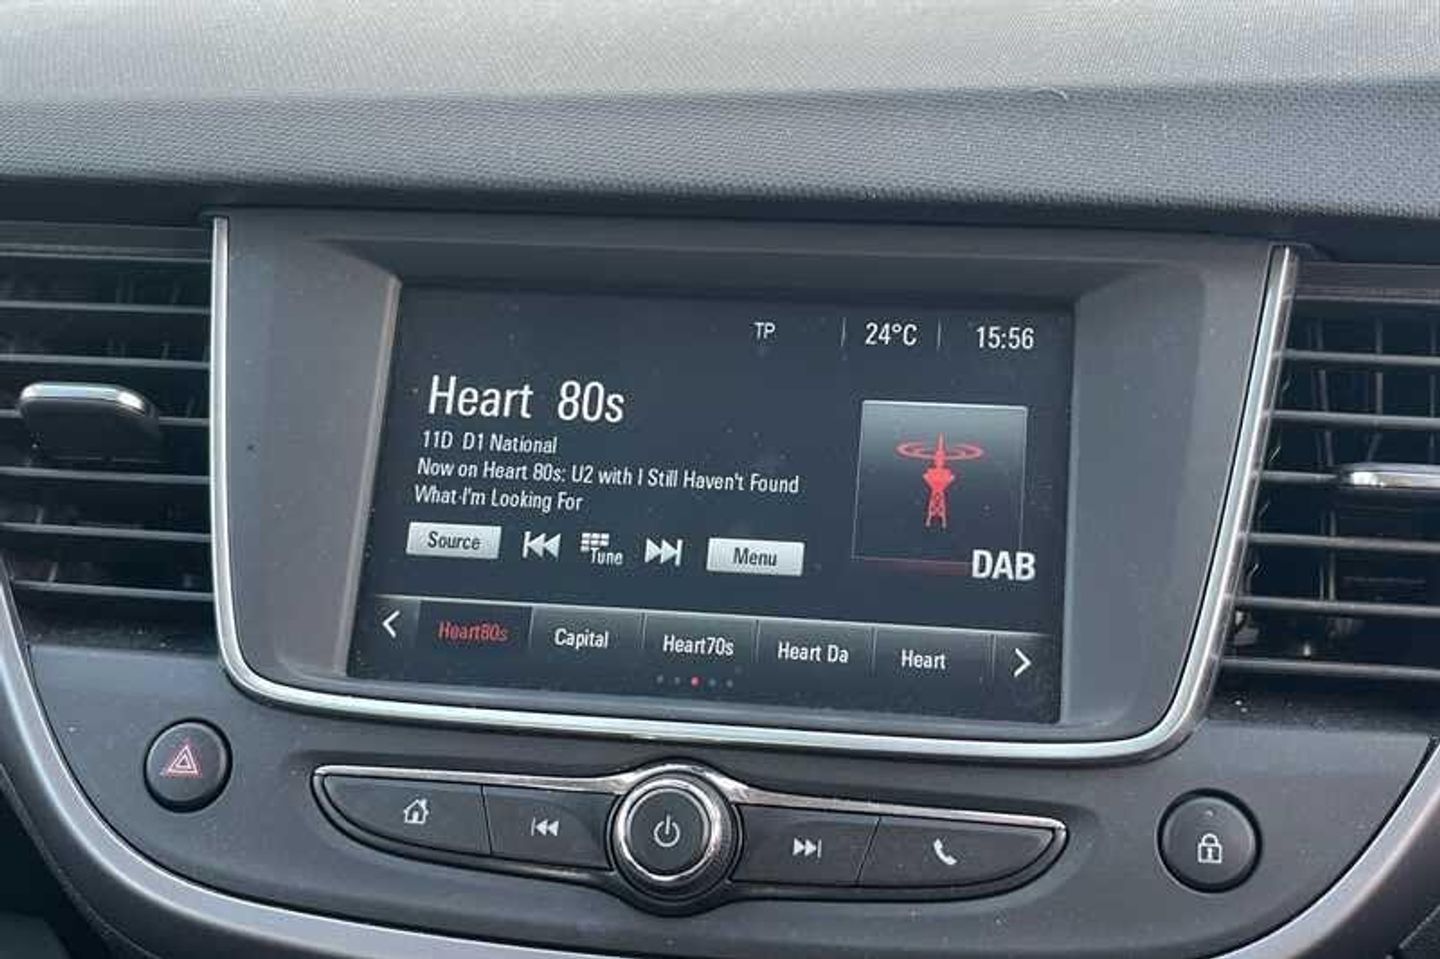 TP 24°C 15:56
Heart 80s
11D D1 National
Now on Heart 80s: U2 with I Still Haven't Found
What I'm Looking For
Source Tune Menu
DAB
Heart80s Capital Heart70s Heart Da Heart